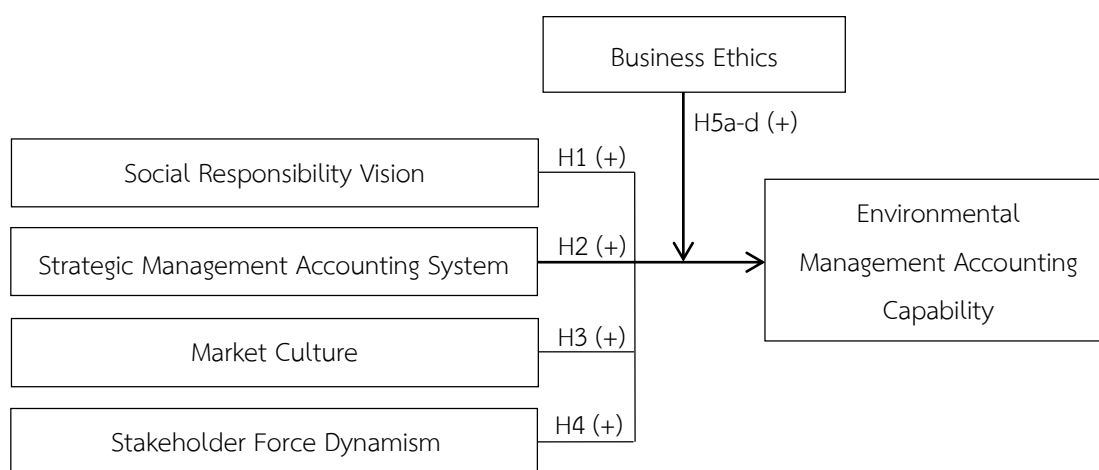 Business Ethics
H5a-d (+)
H1 (+)
Social Responsibility Vision
Environmental
Management Accounting
Capability
H2 (+)
Strategic Management Accounting System
H3 (+)
Market Culture
H4 (+)
Stakeholder Force Dynamism